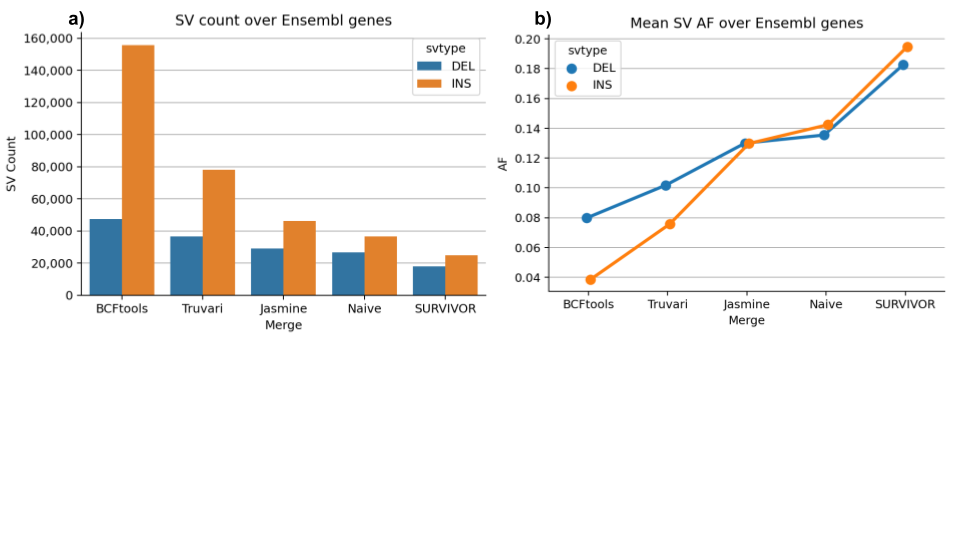 a)
SV count over Ensembl genes
160,000
140,000
120,000
100,000
80,000
60,000
40,000
20,000
0
SV Count
svtype
DEL
INS
BCFtools Truvari Jasmine Naive SURVIVOR
Merge
b)
Mean SV AF over Ensembl genes
0.20
0.18
0.16
0.14
0.12
0.10
0.08
0.06
0.04
AF
svtype
DEL
INS
BCFtools Truvari Jasmine Naive SURVIVOR
Merge